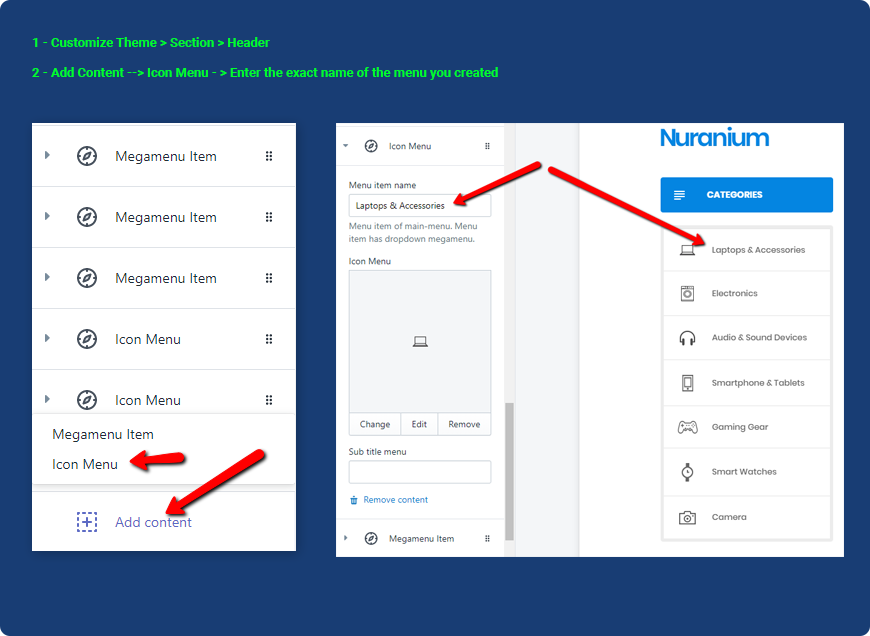 1 - Customize Theme > Section > Header
2 - Add Content --> Icon Menu - > Enter the exact name of the menu you created
Megamenu Item
Megamenu Item
Megamenu Item
Icon Menu
Icon Menu
Megamenu Item
Icon Menu
Add content
Icon Menu
Menu item name
Laptops & Accessories
Menu item of main-menu. Menu
item has dropdown megamenu.
Icon Menu
Change Edit Remove
Sub title menu
Remove content
Megamenu Item
Nuranium
CATEGORIES
Laptops & Accessories
Electronics
Audio & Sound Devices
Smartphone & Tablets
Gaming Gear
Smart Watches
Camera